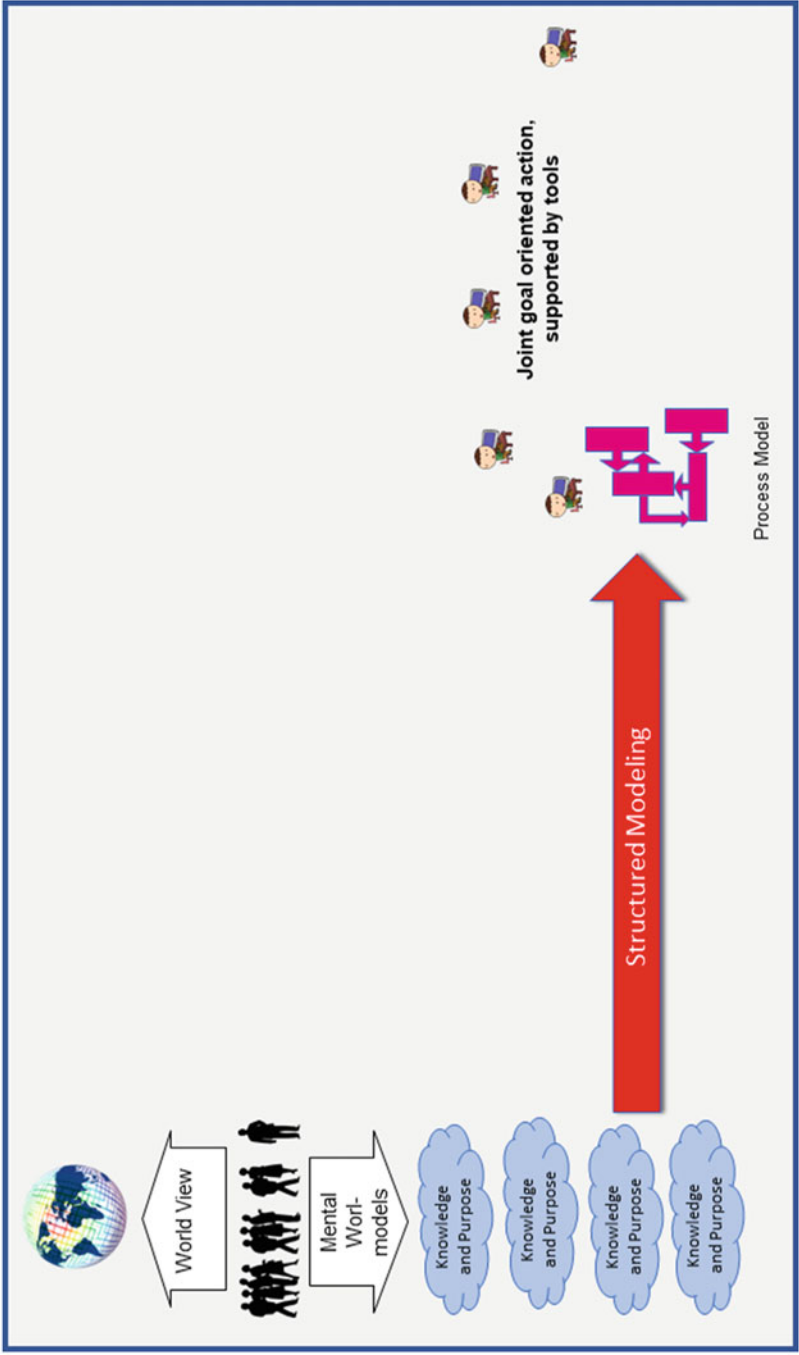 World View
Mental
Worl-
models
Knowledge
and Purpose
Knowledge
and Purpose
Knowledge
and Purpose
Knowledge
and Purpose
Structured Modeling
Joint goal oriented action,
supported by tools
Process Model